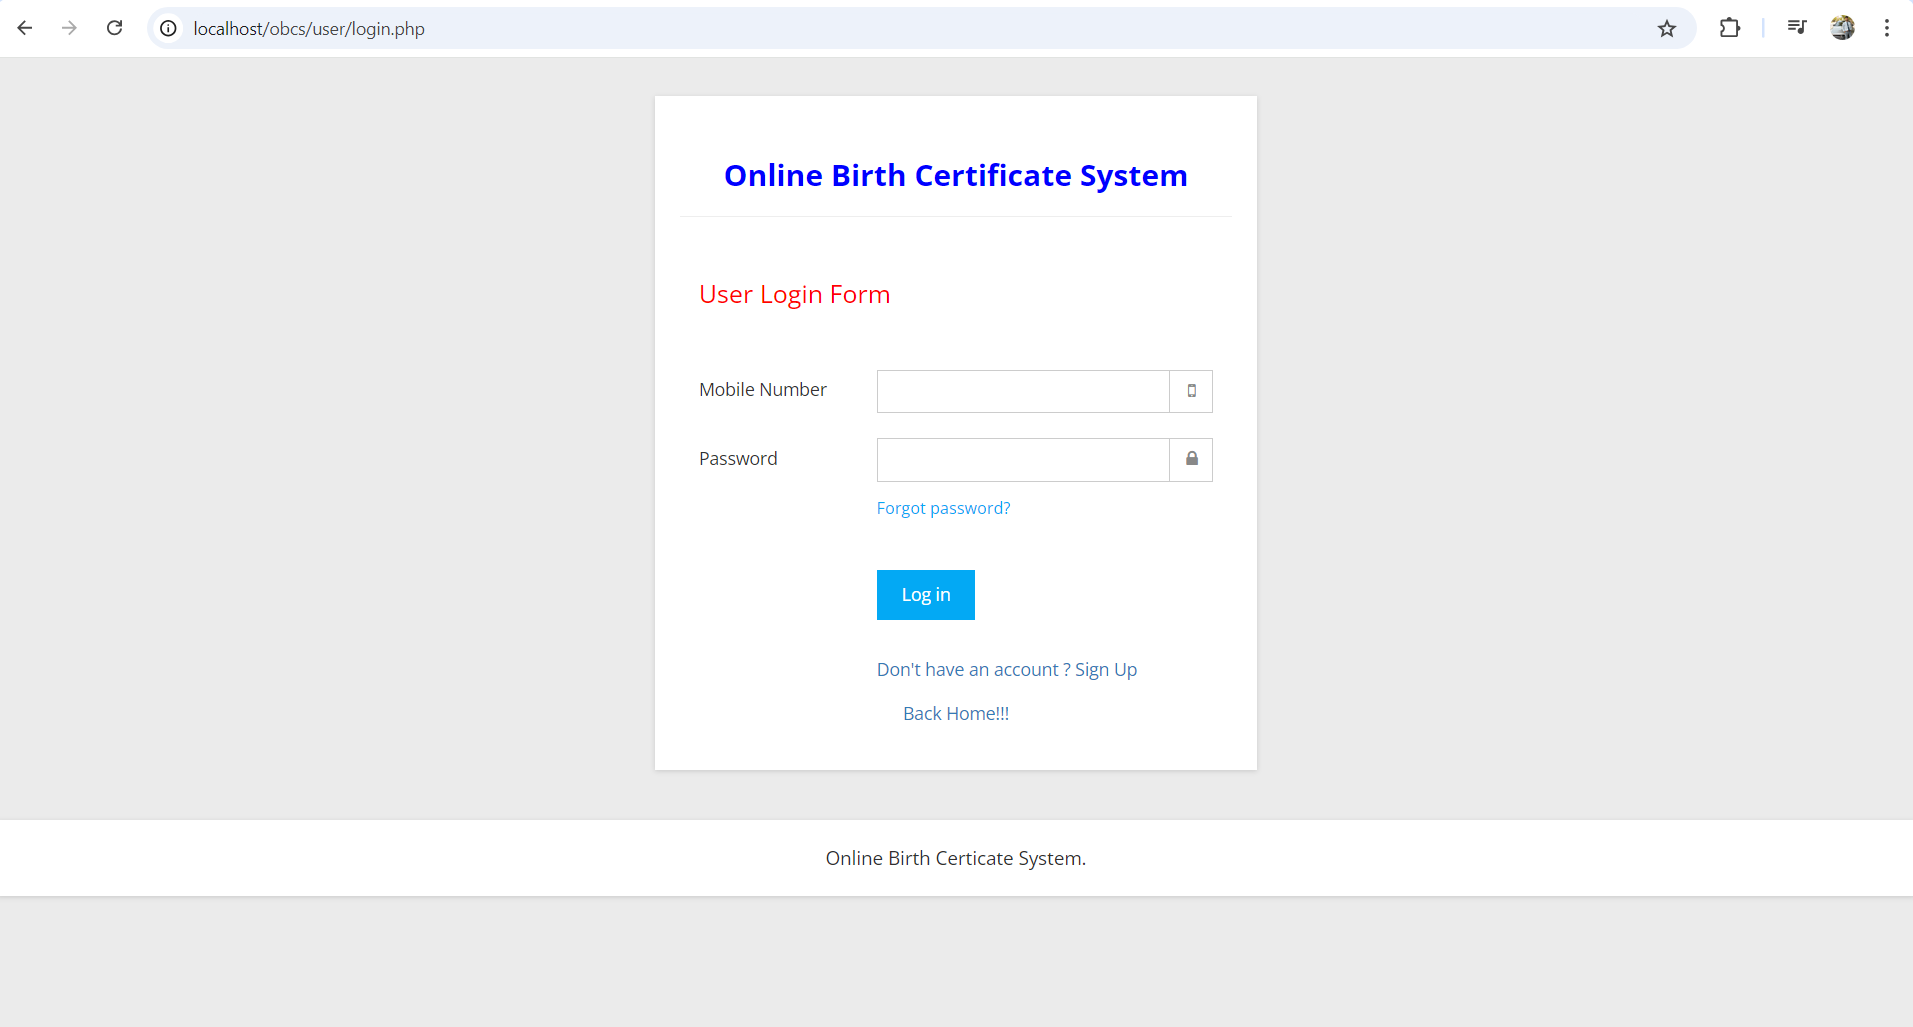 localhost/obcs/user/login.php
Online Birth Certificate System
User Login Form
Mobile Number
Password
Forgot password?
Log in
Don't have an account ? Sign Up
Back Home!!!
Online Birth Certicate System.